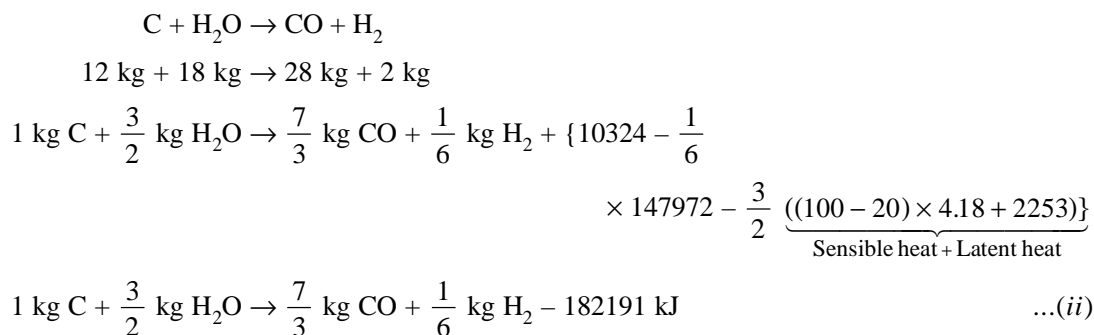 C + H₂O → CO + H₂
12 kg + 18 kg → 28 kg + 2 kg
1 kg C + 3/2 kg H₂O → 7/3 kg CO + 1/6 kg H₂ + {10324 – 1/6
× 147972 – 3/2 ((100 – 20) × 4.18 + 2253)}
Sensible heat + Latent heat
1 kg C + 3/2 kg H₂O → 7/3 kg CO + 1/6 kg H₂ – 182191 kJ ...(ii)